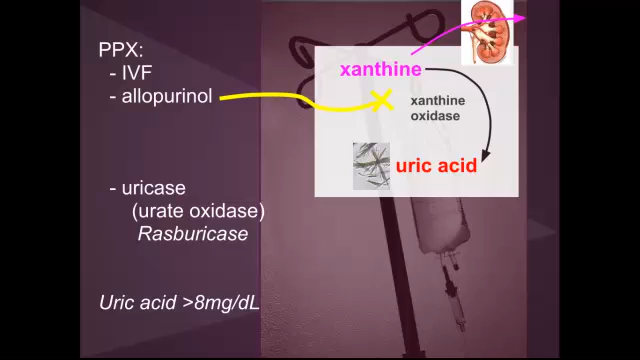 PPX:
- IVF
- allopurinol
- uricase
(urate oxidase)
Rasburicase
Uric acid >8mg/dL
xanthine
xanthine
oxidase
uric acid